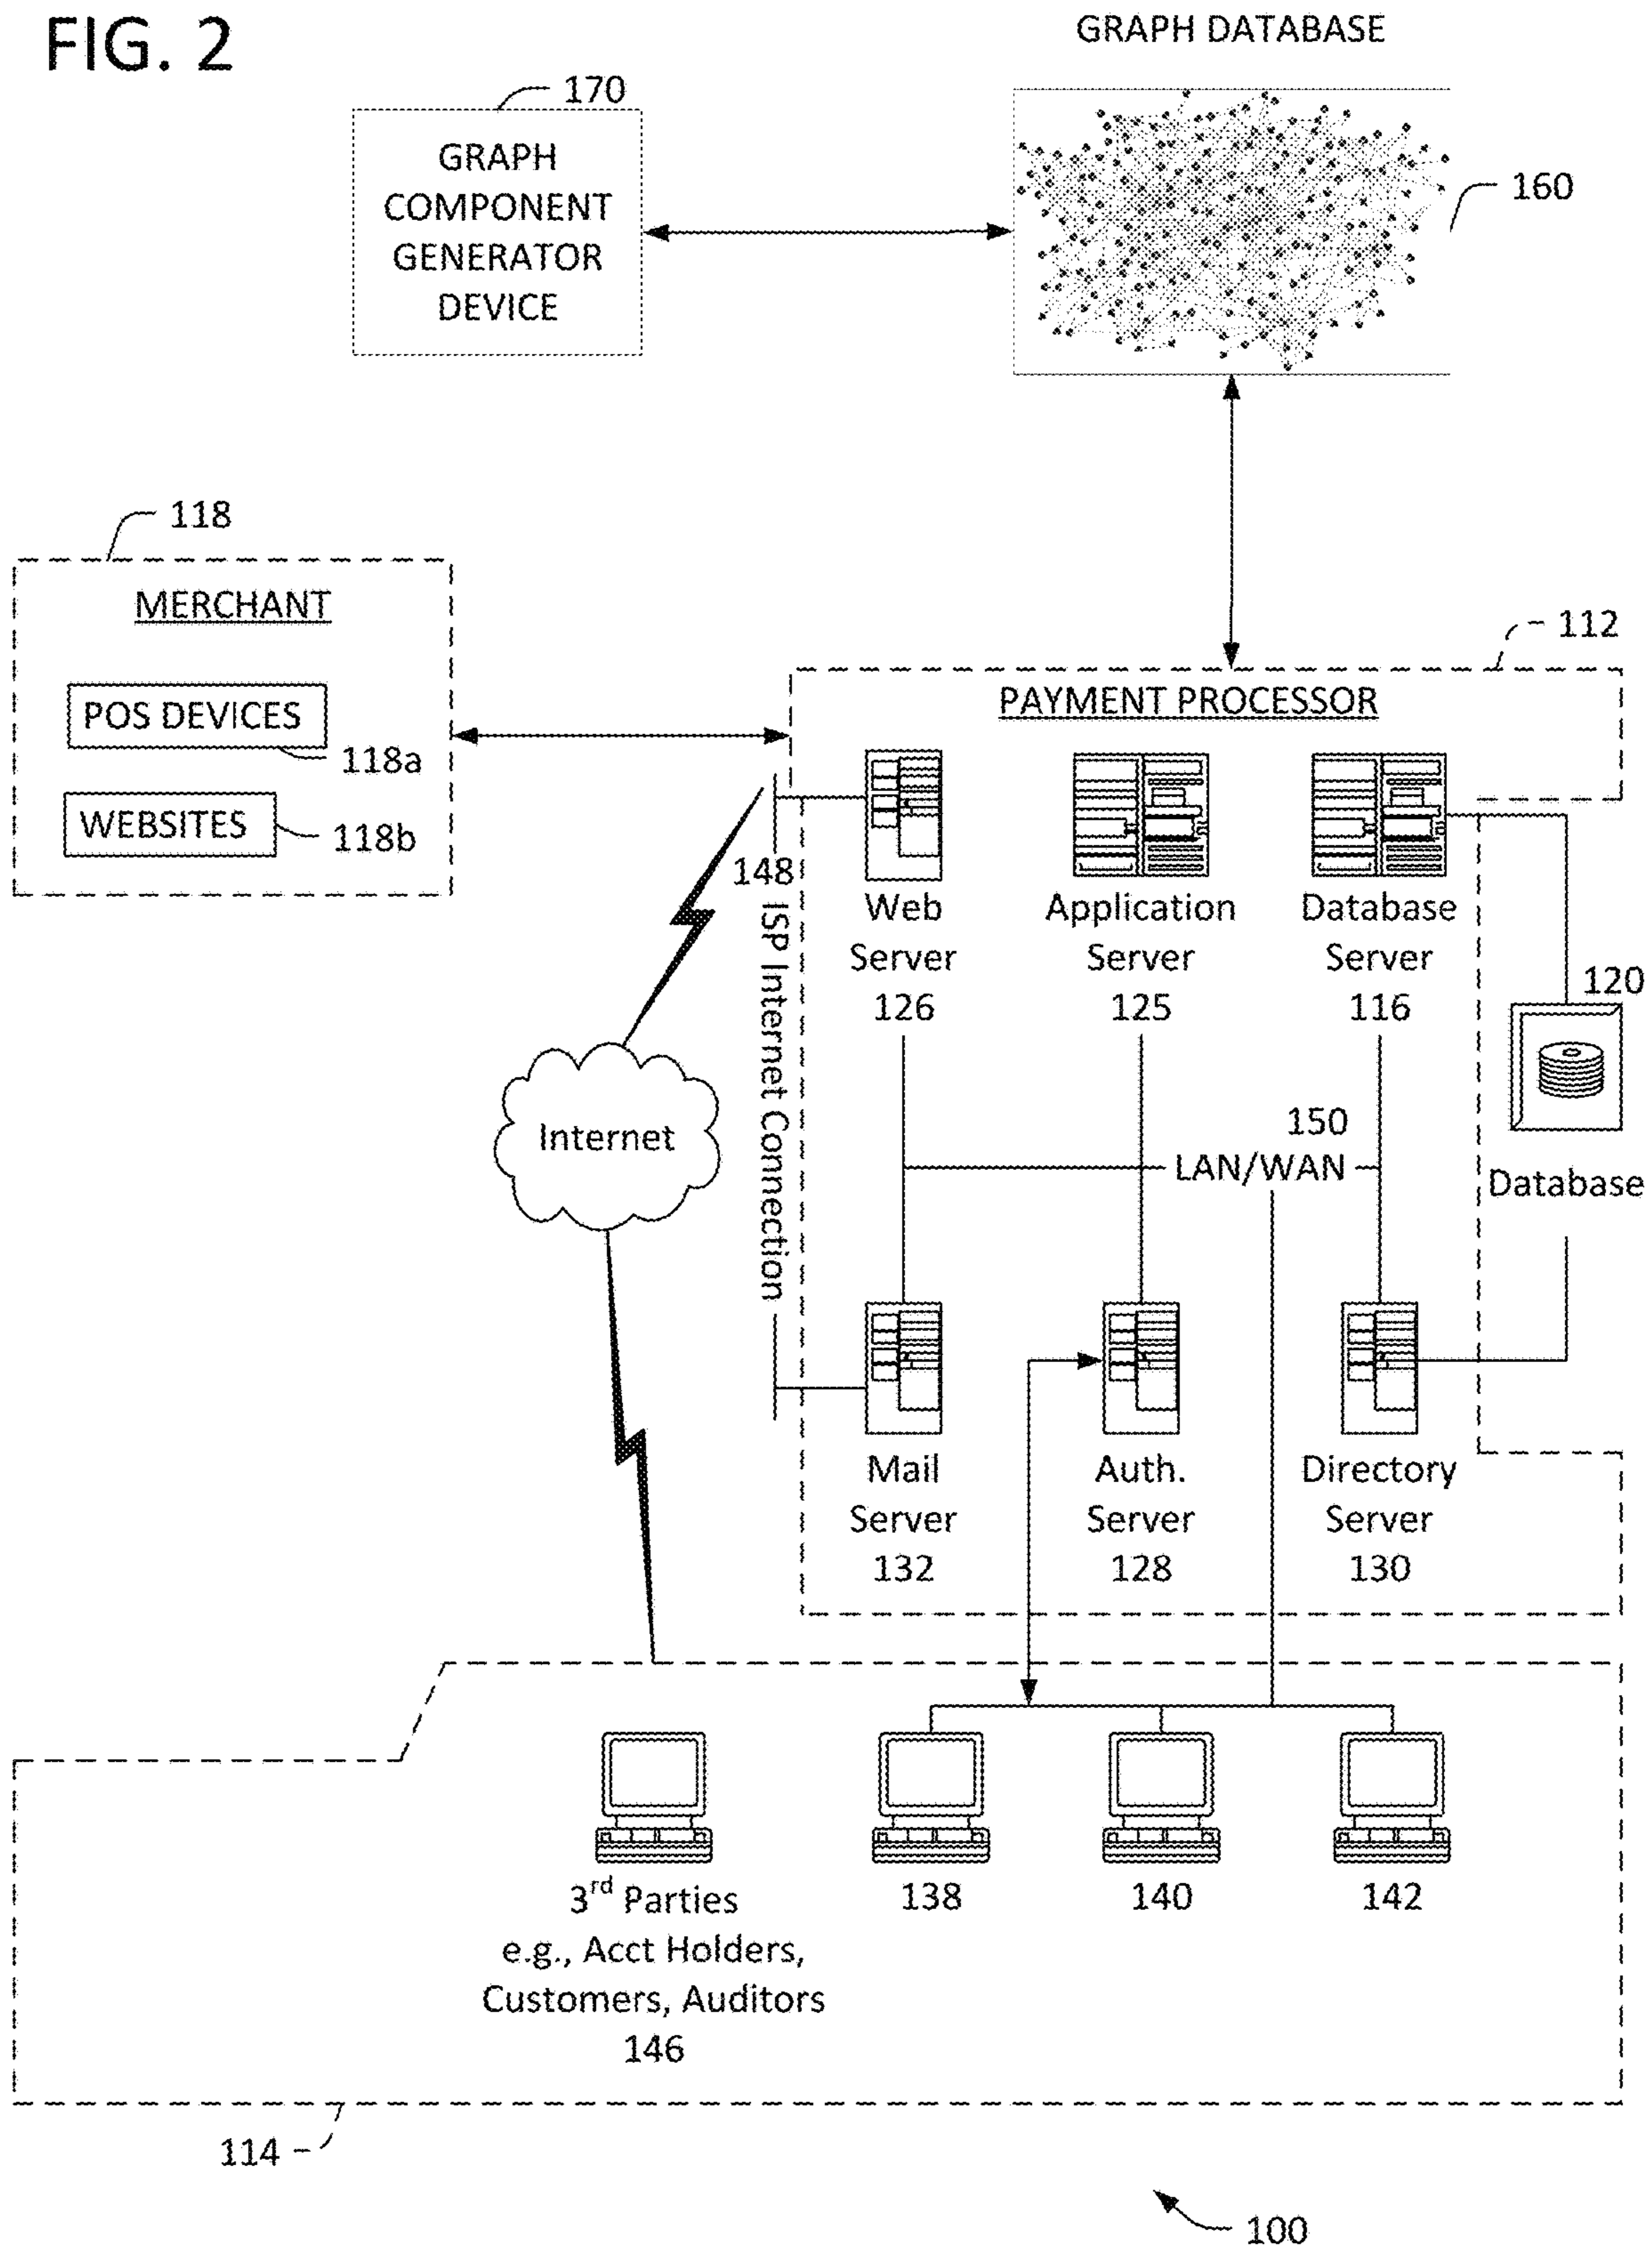 FIG. 2
GRAPH DATABASE
170
GRAPH
COMPONENT
GENERATOR
DEVICE
160
118
MERCHANT
POS DEVICES
118a
WEBSITES
118b
112
PAYMENT PROCESSOR
148
ISP Internet Connection
Web
Server
126
Application
Server
125
Database
Server
116
120
Database
Internet
150
LAN/WAN
Mail
Server
132
Auth.
Server
128
Directory
Server
130
3rd Parties
e.g., Acct Holders,
Customers, Auditors
146
138
140
142
114
100